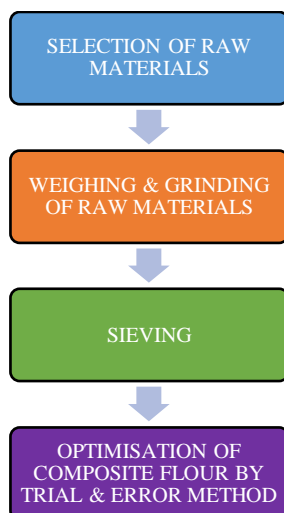 SELECTION OF RAW
MATERIALS
WEIGHING & GRINDING
OF RAW MATERIALS
SIEVING
OPTIMISATION OF
COMPOSITE FLOUR BY
TRIAL & ERROR METHOD